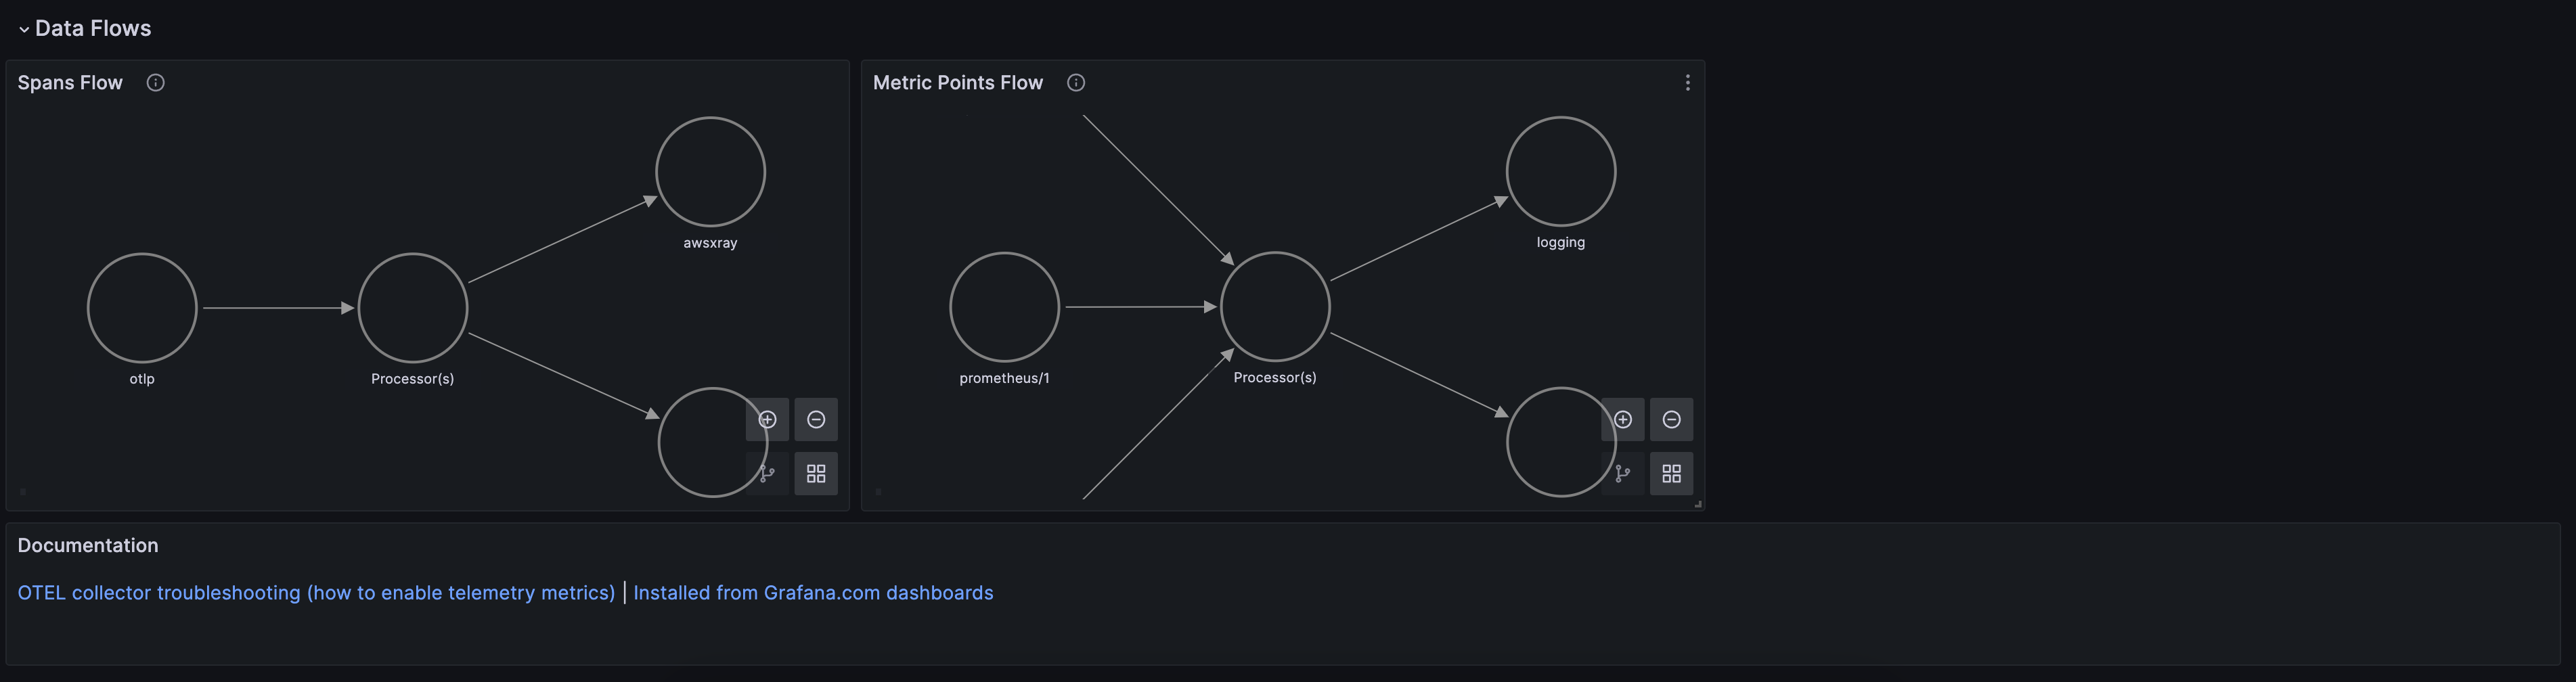 Data Flows
Spans Flow
awsxray
otlp
Processor(s)
Metric Points Flow
logging
prometheus/1
Processor(s)
Documentation
OTEL collector troubleshooting (how to enable telemetry metrics) | Installed from Grafana.com dashboards